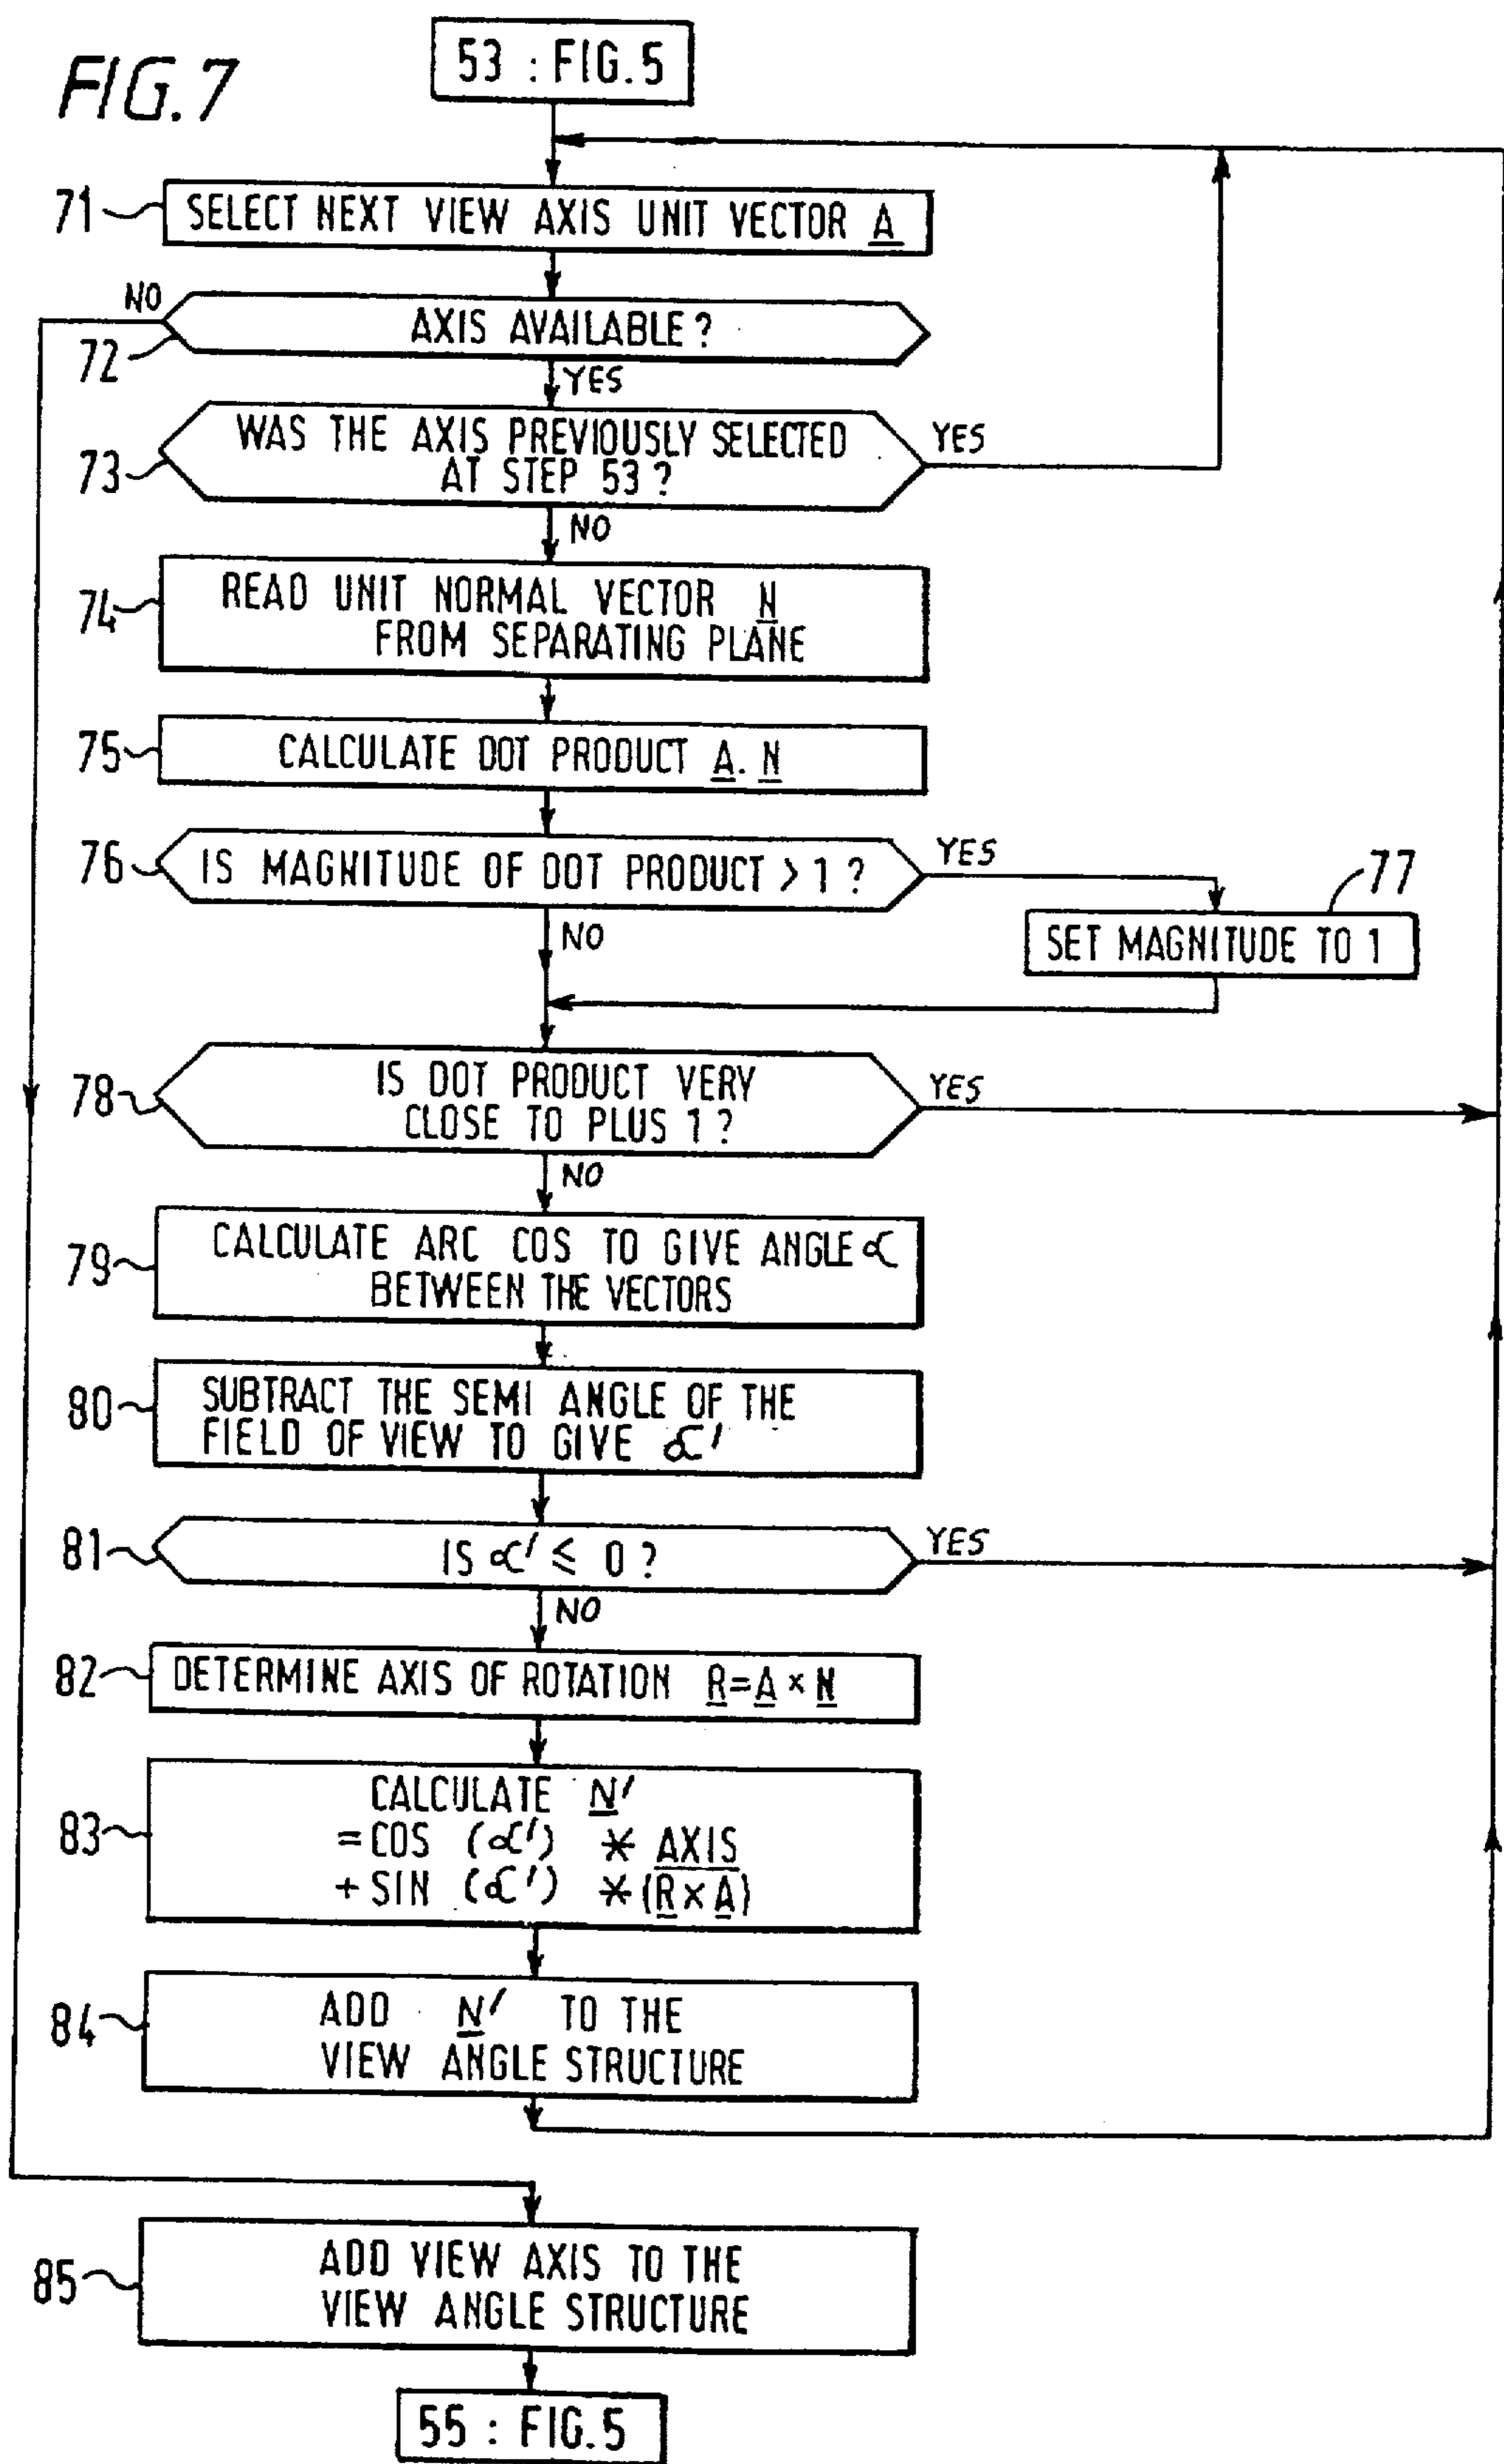 FIG.7
53 : FIG.5
71
SELECT NEXT VIEW AXIS UNIT VECTOR A
NO
72
AXIS AVAILABLE?
YES
73
WAS THE AXIS PREVIOUSLY SELECTED
AT STEP 53?
YES
NO
74
READ UNIT NORMAL VECTOR N
FROM SEPARATING PLANE
75
CALCULATE DOT PRODUCT A. N
76
IS MAGNITUDE OF DOT PRODUCT > 1 ?
YES
77
SET MAGNITUDE TO 1
NO
78
IS DOT PRODUCT VERY
CLOSE TO PLUS 1?
YES
NO
79
CALCULATE ARC COS TO GIVE ANGLE ∝
BETWEEN THE VECTORS
80
SUBTRACT THE SEMI ANGLE OF THE
FIELD OF VIEW TO GIVE ∝'
81
IS ∝' ≤ 0 ?
YES
NO
82
DETERMINE AXIS OF ROTATION R=A × N
83
CALCULATE N'
=COS (∝') * AXIS
+ SIN (∝') *(R × A)
84
ADD N' TO THE
VIEW ANGLE STRUCTURE
85
ADD VIEW AXIS TO THE
VIEW ANGLE STRUCTURE
55 : FIG.5